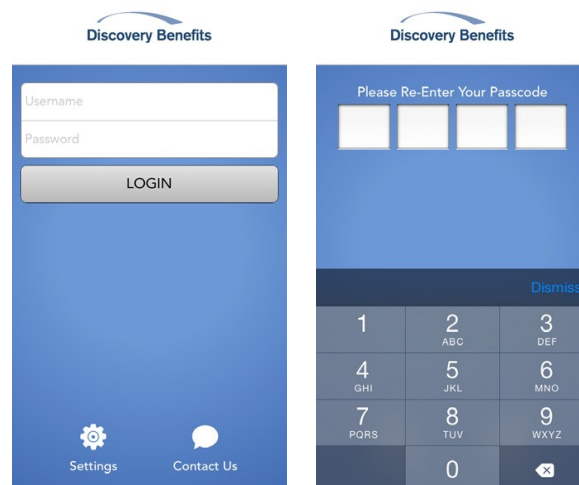 Discovery Benefits
Username
Password
LOGIN
Settings
Contact Us
Discovery Benefits
Please Re-Enter Your Passcode
Dismiss
1
2
ABC
3
DEF
4
GHI
5
JKL
6
MNO
7
PQRS
8
TUV
9
WXYZ
0